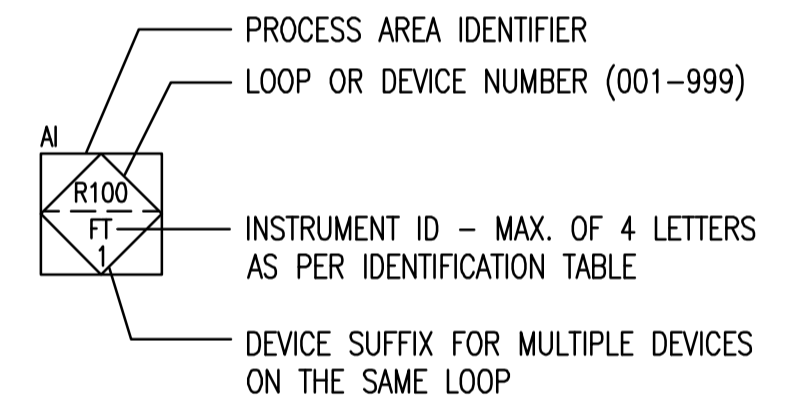 PROCESS AREA IDENTIFIER
LOOP OR DEVICE NUMBER (001-999)
AI
R100
FT
1
INSTRUMENT ID - MAX. OF 4 LETTERS
AS PER IDENTIFICATION TABLE
DEVICE SUFFIX FOR MULTIPLE DEVICES
ON THE SAME LOOP